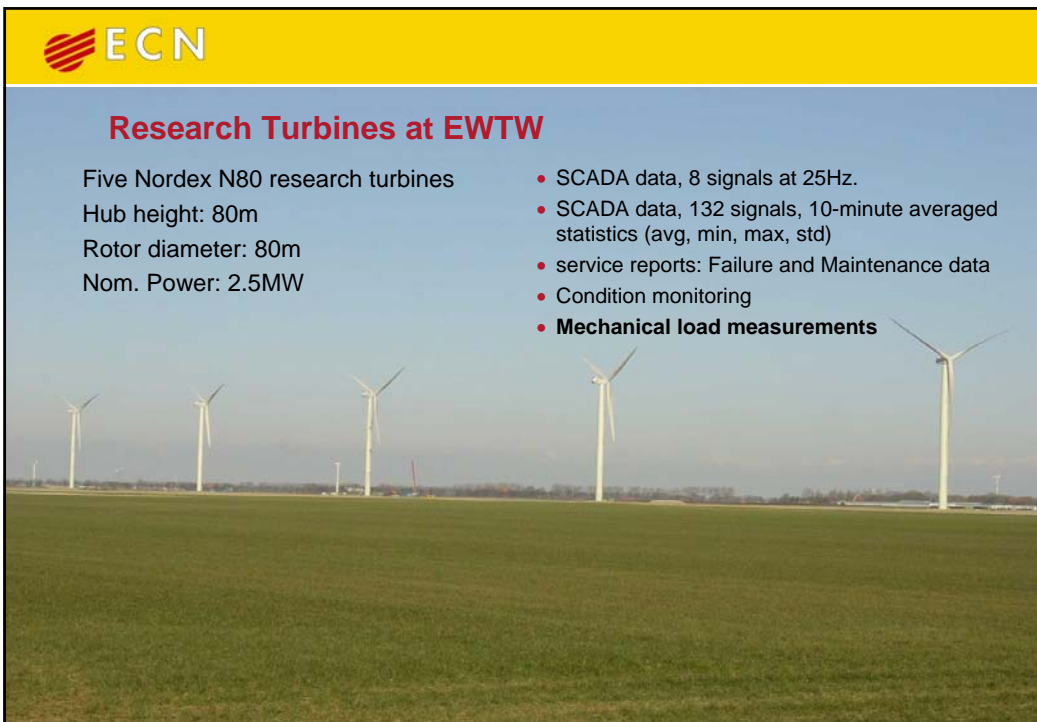 ECN
Research Turbines at EWTW
Five Nordex N80 research turbines
Hub height: 80m
Rotor diameter: 80m
Nom. Power: 2.5MW
• SCADA data, 8 signals at 25Hz.
• SCADA data, 132 signals, 10-minute averaged
statistics (avg, min, max, std)
• service reports: Failure and Maintenance data
• Condition monitoring
• Mechanical load measurements